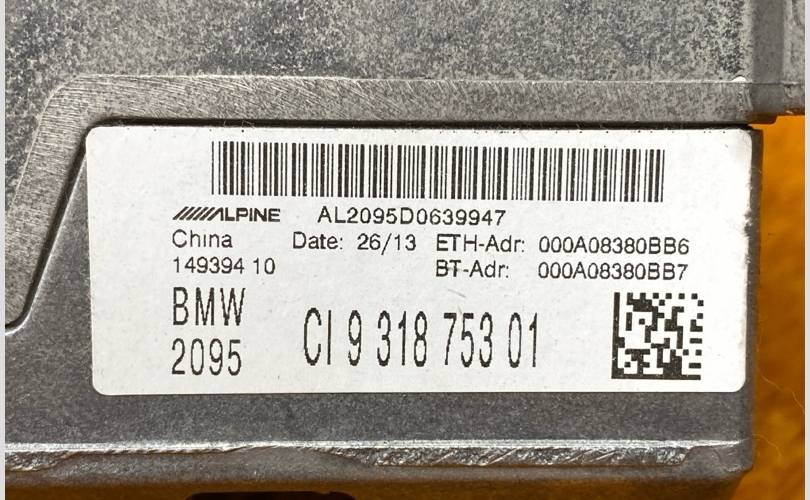 ALPINE AL2095D0639947
China Date: 26/13 ETH-Adr: 000A08380BB6
149394 10 BT-Adr: 000A08380BB7
BMW
2095 CI 9 318 753 01